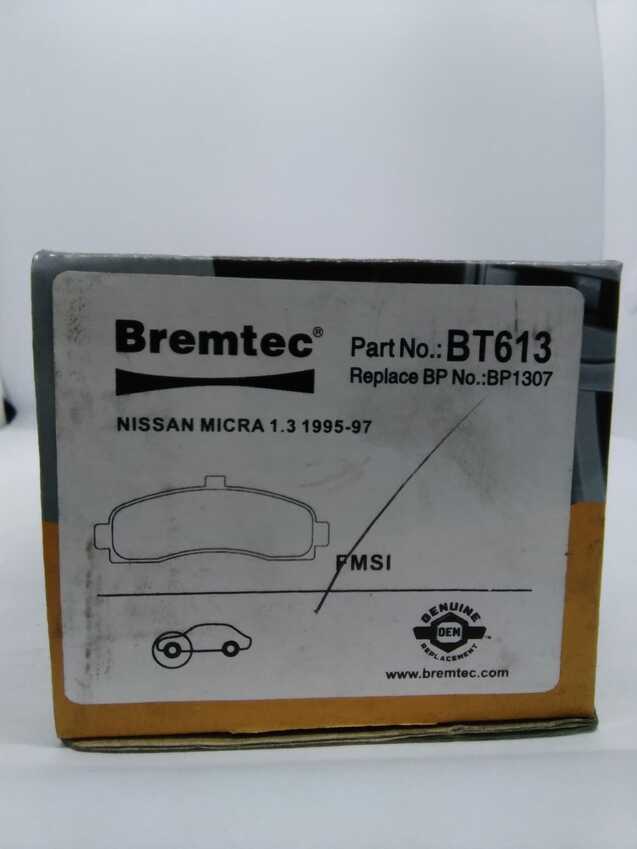 Bremtec®
Part No.: BT613
Replace BP No.:BP1307
NISSAN MICRA 1.3 1995-97
FMSI
GENUINE
OEM
REPLACEMENT
™
www.bremtec.com